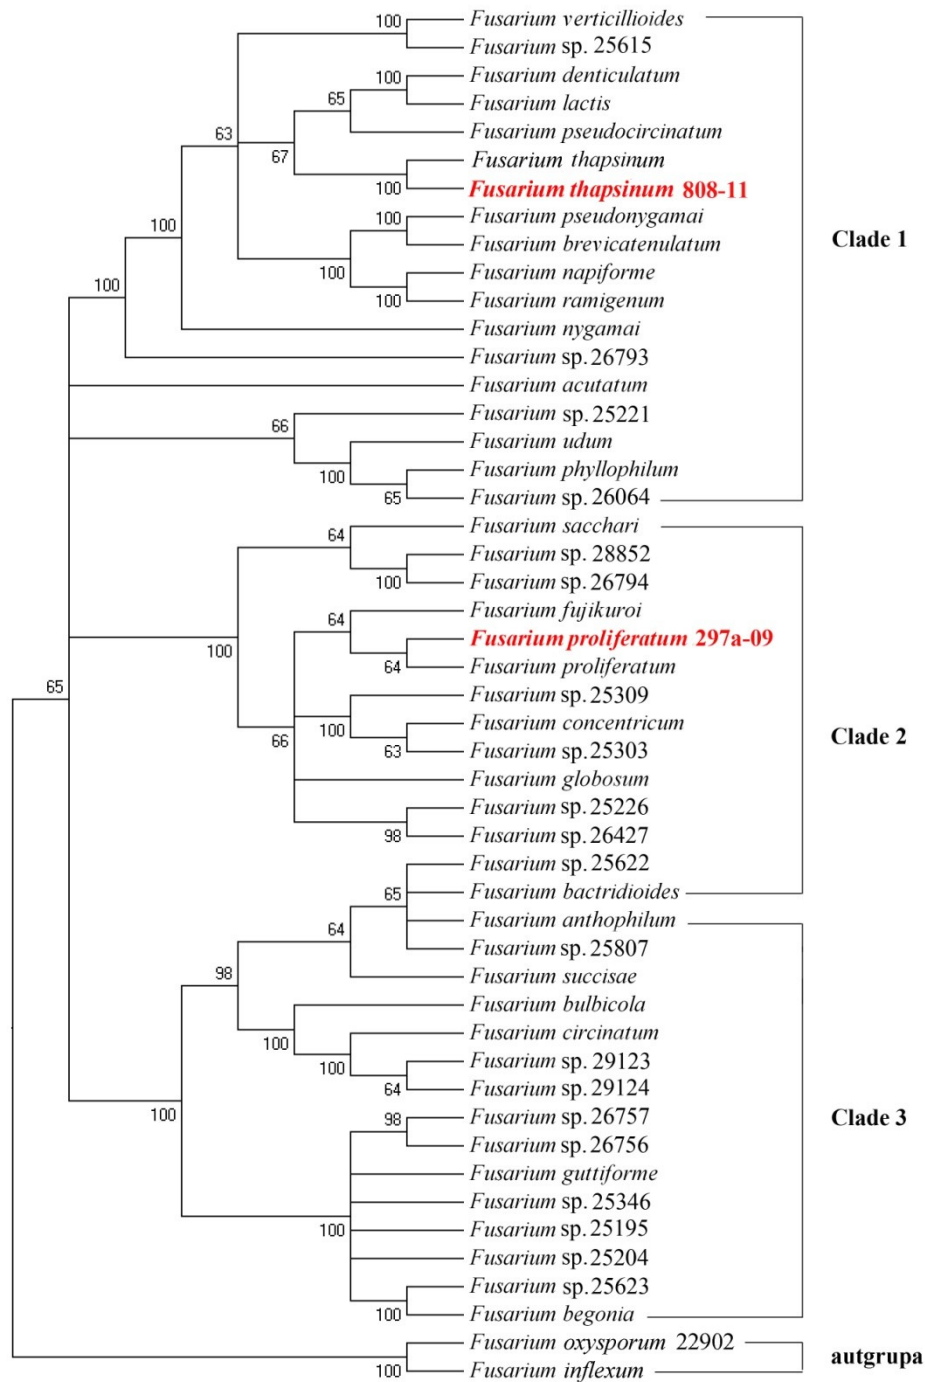 100
Fusarium verticillioides
Fusarium sp. 25615
100
Fusarium denticulatum
65
Fusarium lactis
63
Fusarium pseudocircinatum
67
Fusarium thapsinum
100
Fusarium thapsinum 808-11
100
100
Fusarium pseudonygamai
Clade 1
Fusarium brevicatenulatum
100
100
Fusarium napiforme
100
Fusarium ramigenum
Fusarium nygamai
Fusarium sp. 26793
Fusarium acutatum
66
Fusarium sp. 25221
Fusarium udum
100
Fusarium phyllophilum
65
Fusarium sp. 26064
64
Fusarium sacchari
Fusarium sp. 28852
100
Fusarium sp. 26794
64
Fusarium fujikuroi
100
Fusarium proliferatum 297a-09
64
Fusarium proliferatum
65
Fusarium sp. 25309
100
Fusarium concentricum
Clade 2
66
63
Fusarium sp. 25303
Fusarium globosum
Fusarium sp. 25226
98
Fusarium sp. 26427
Fusarium sp. 25622
65
Fusarium bactridioides
64
Fusarium anthophilum
Fusarium sp. 25807
98
Fusarium succisae
Fusarium bulbicola
100
Fusarium circinatum
100
Fusarium sp. 29123
64
Fusarium sp. 29124
100
98
Fusarium sp. 26757
Clade 3
Fusarium sp. 26756
Fusarium guttiforme
Fusarium sp. 25346
100
Fusarium sp. 25195
Fusarium sp. 25204
Fusarium sp. 25623
100
Fusarium begonia
Fusarium oxysporum 22902
autgrupa
100
Fusarium inflexum